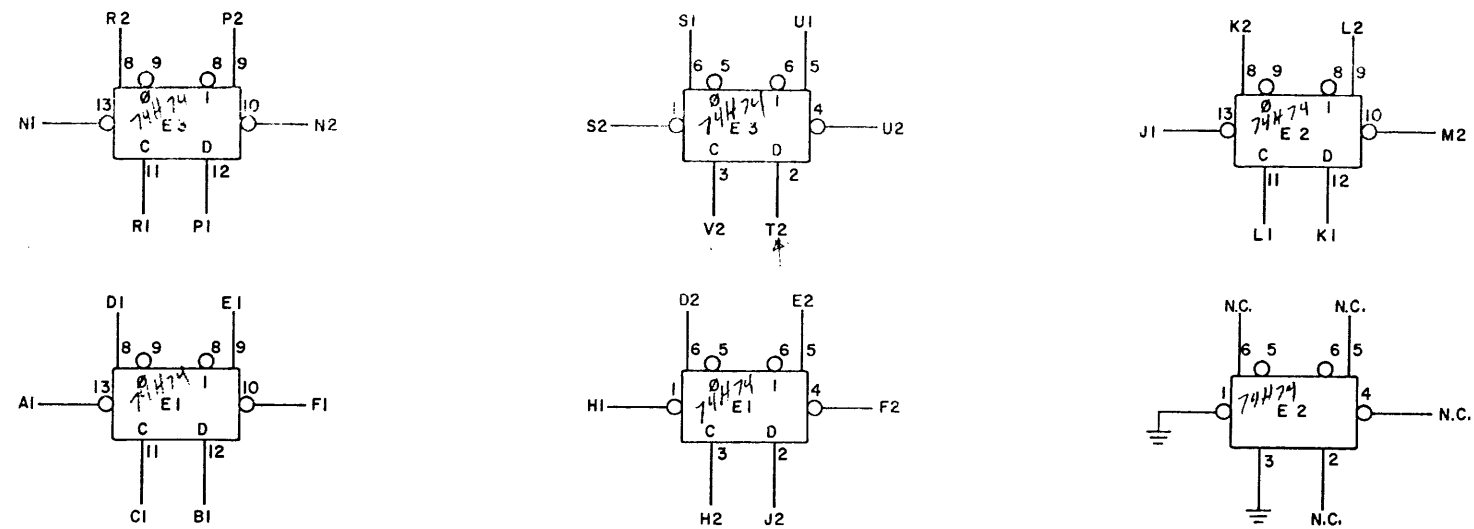 R2 P2
8 9 8 9
Ø 1
13 74H74 10
N1 E3 N2
C D
11 12
R1 P1
S1 U1
6 5 6 5
Ø 1
1 74H74 4
S2 E3 U2
C D
3 2
V2 T2
K2 L2
8 9 8 9
Ø 1
13 74H74 10
J1 E2 M2
C D
11 12
L1 K1
D1 E1
8 9 8 9
Ø 1
13 74H74 10
A1 E1 F1
C D
11 12
C1 B1
D2 E2
6 5 6 5
Ø 1
1 74H74 4
H1 E1 F2
C D
3 2
H2 J2
N.C. N.C.
6 5 6 5
1 74H74 4
E2 N.C.
3 2
N.C.